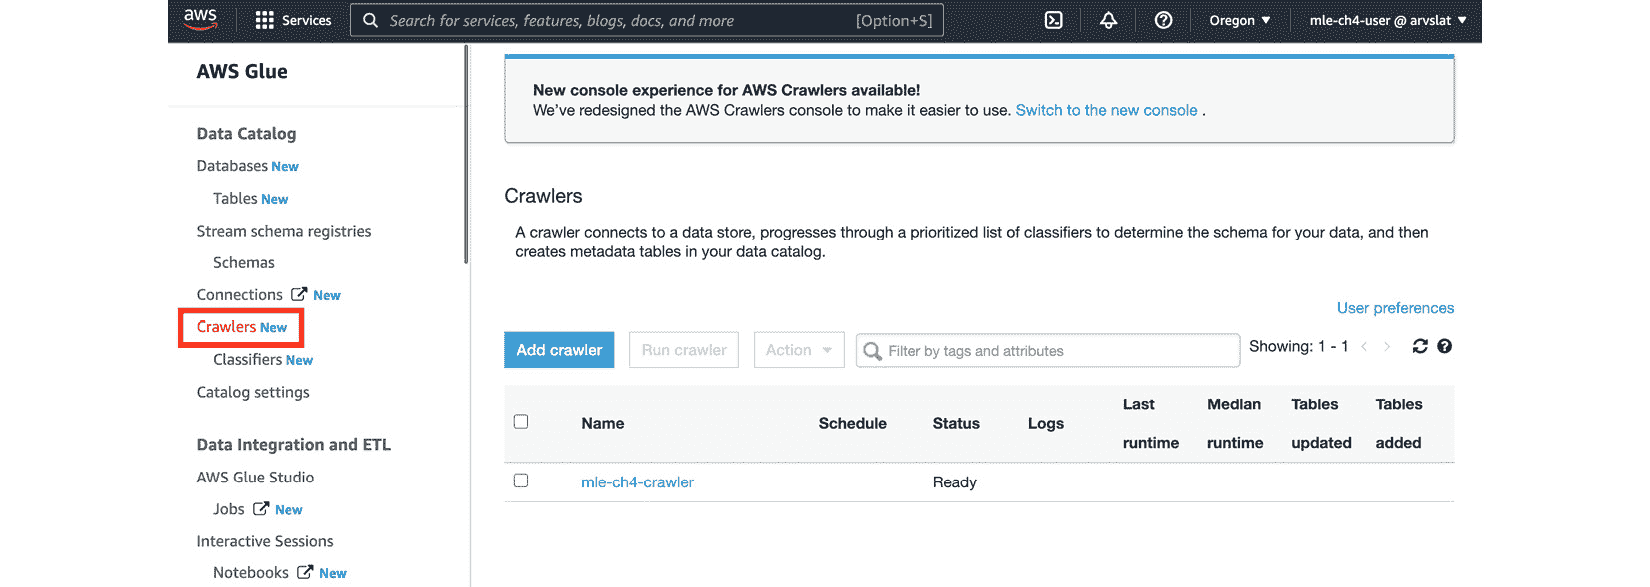 aws Services Search for services, features, blogs, docs, and more [Option+S] Oregon ▼ mle-ch4-user @ arvslat ▼
AWS Glue
Data Catalog
Databases New
Tables New
Stream schema registries
Schemas
Connections New
Crawlers New
Classifiers New
Catalog settings
Data Integration and ETL
AWS Glue Studio
Jobs New
Interactive Sessions
Notebooks New
New console experience for AWS Crawlers available!
We've redesigned the AWS Crawlers console to make it easier to use. Switch to the new console .
Crawlers
A crawler connects to a data store, progresses through a prioritized list of classifiers to determine the schema for your data, and then
creates metadata tables in your data catalog.
User preferences
Add crawler Run crawler Action Filter by tags and attributes Showing: 1 - 1 < >
Name Schedule Status Logs Last runtime Median runtime Tables updated Tables added
mle-ch4-crawler Ready